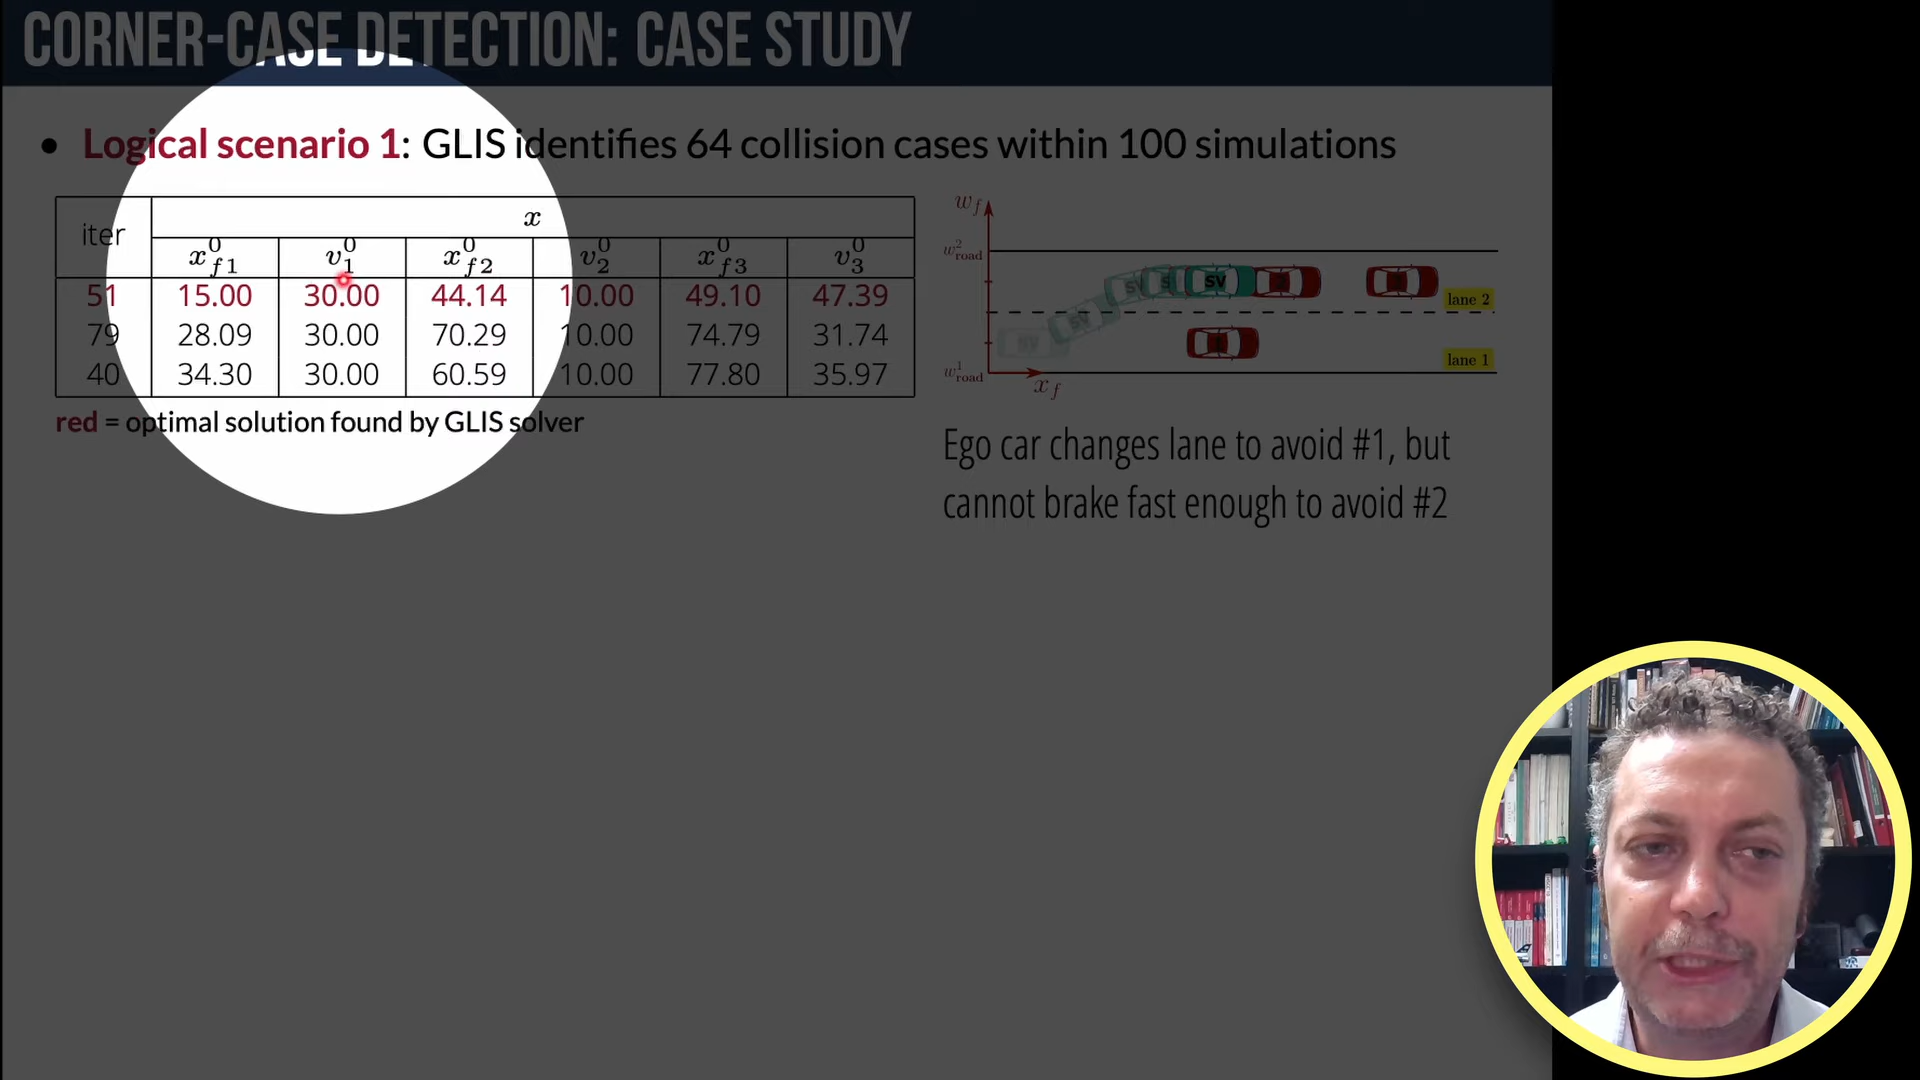 CORNER-CASE DETECTION: CASE STUDY
• Logical scenario 1: GLIS identifies 64 collision cases within 100 simulations
iter x
x⁰f1 v⁰1 x⁰f2 v⁰2 x⁰f3 v⁰3
51 15.00 30.00 44.14 10.00 49.10 47.39
79 28.09 30.00 70.29 10.00 74.79 31.74
40 34.30 30.00 60.59 10.00 77.80 35.97
red = optimal solution found by GLIS solver
wf
w²road
SV
lane 2
lane 1
w¹road
xf
Ego car changes lane to avoid #1, but
cannot brake fast enough to avoid #2